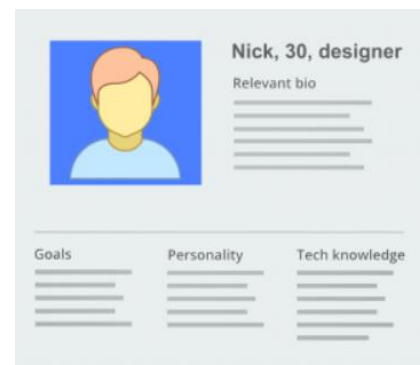 Nick, 30, designer
Relevant bio
Goals
Personality
Tech knowledge